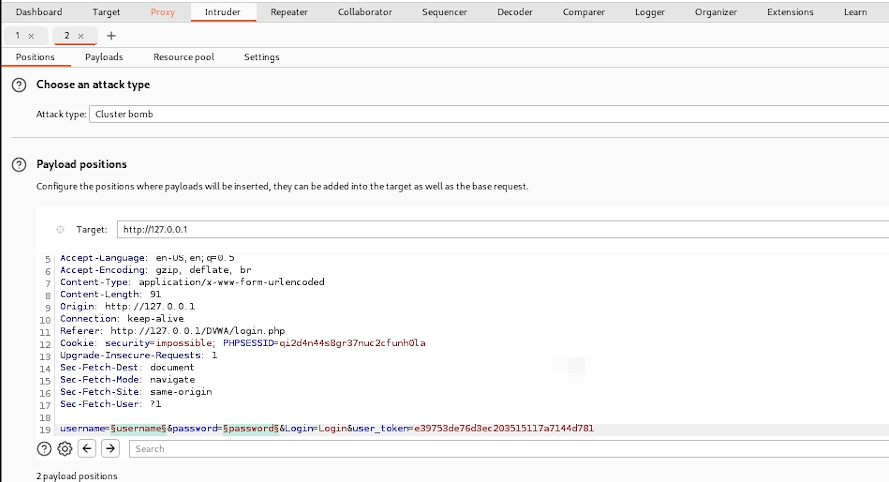 Dashboard Target Proxy Intruder Repeater Collaborator Sequencer Decoder Comparer Logger Organizer Extensions Learn
1 × 2 × +
Positions Payloads Resource pool Settings
? Choose an attack type
Attack type: Cluster bomb
? Payload positions
Configure the positions where payloads will be inserted, they can be added into the target as well as the base request.
Target: http://127.0.0.1
5 Accept-Language: en-US,en;q=0.5
6 Accept-Encoding: gzip, deflate, br
7 Content-Type: application/x-www-form-urlencoded
8 Content-Length: 91
9 Origin: http://127.0.0.1
10 Connection: keep-alive
11 Referer: http://127.0.0.1/DVWA/login.php
12 Cookie: security=impossible; PHPSESSID=qi2d4n44s8gr37nuc2cfunh0la
13 Upgrade-Insecure-Requests: 1
14 Sec-Fetch-Dest: document
15 Sec-Fetch-Mode: navigate
16 Sec-Fetch-Site: same-origin
17 Sec-Fetch-User: ?1
18
19 username=§username§&password=§password§&Login=Login&user_token=e39753de76d3ec203515117a7144d781
? Search
2 payload positions